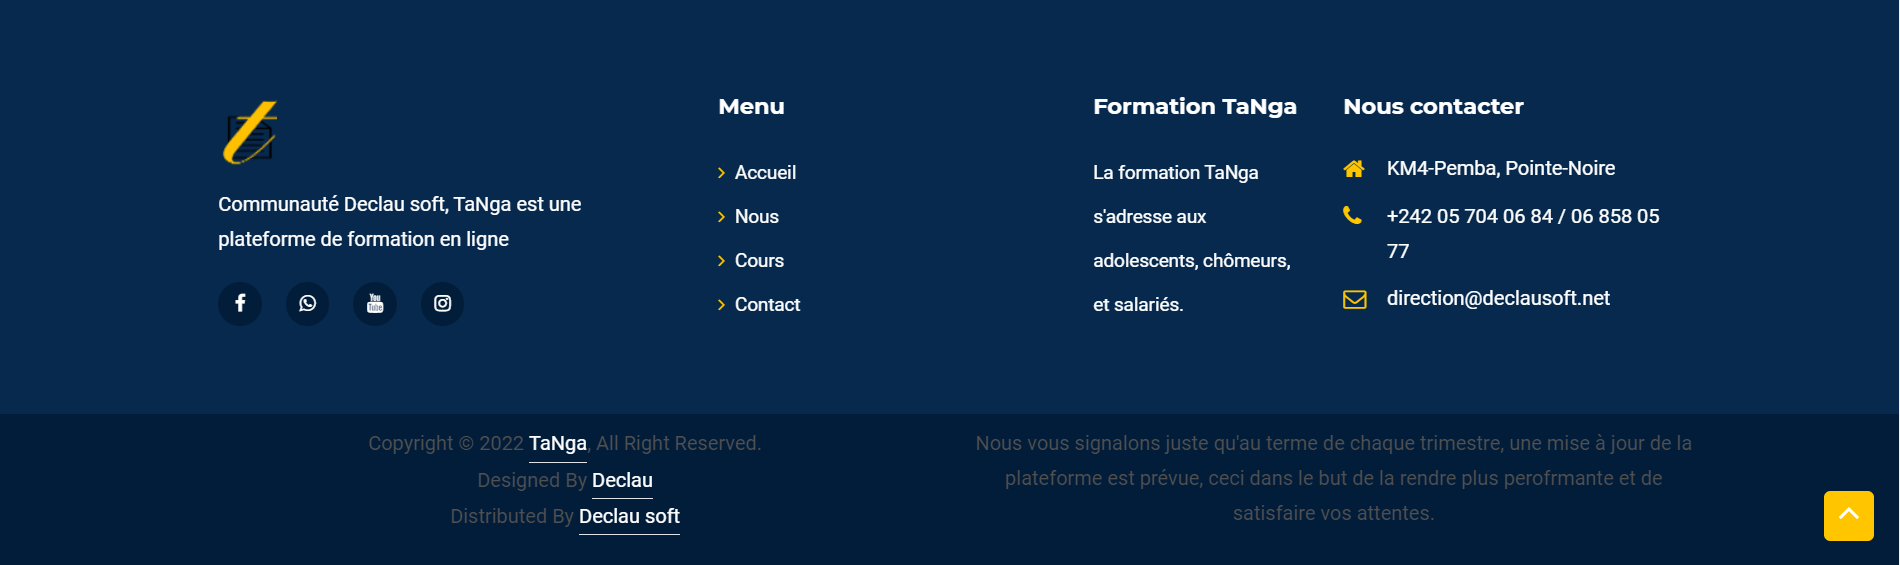 Communauté Declau soft, TaNga est une
plateforme de formation en ligne
Menu
Accueil
Nous
Cours
Contact
Formation TaNga
La formation TaNga
s'adresse aux
adolescents, chômeurs,
et salariés.
Nous contacter
KM4-Pemba, Pointe-Noire
+242 05 704 06 84 / 06 858 05
77
direction@declausoft.net
Copyright © 2022 TaNga, All Right Reserved.
Designed By Declau
Distributed By Declau soft
Nous vous signalons juste qu'au terme de chaque trimestre, une mise à jour de la
plateforme est prévue, ceci dans le but de la rendre plus perofrmante et de
satisfaire vos attentes.